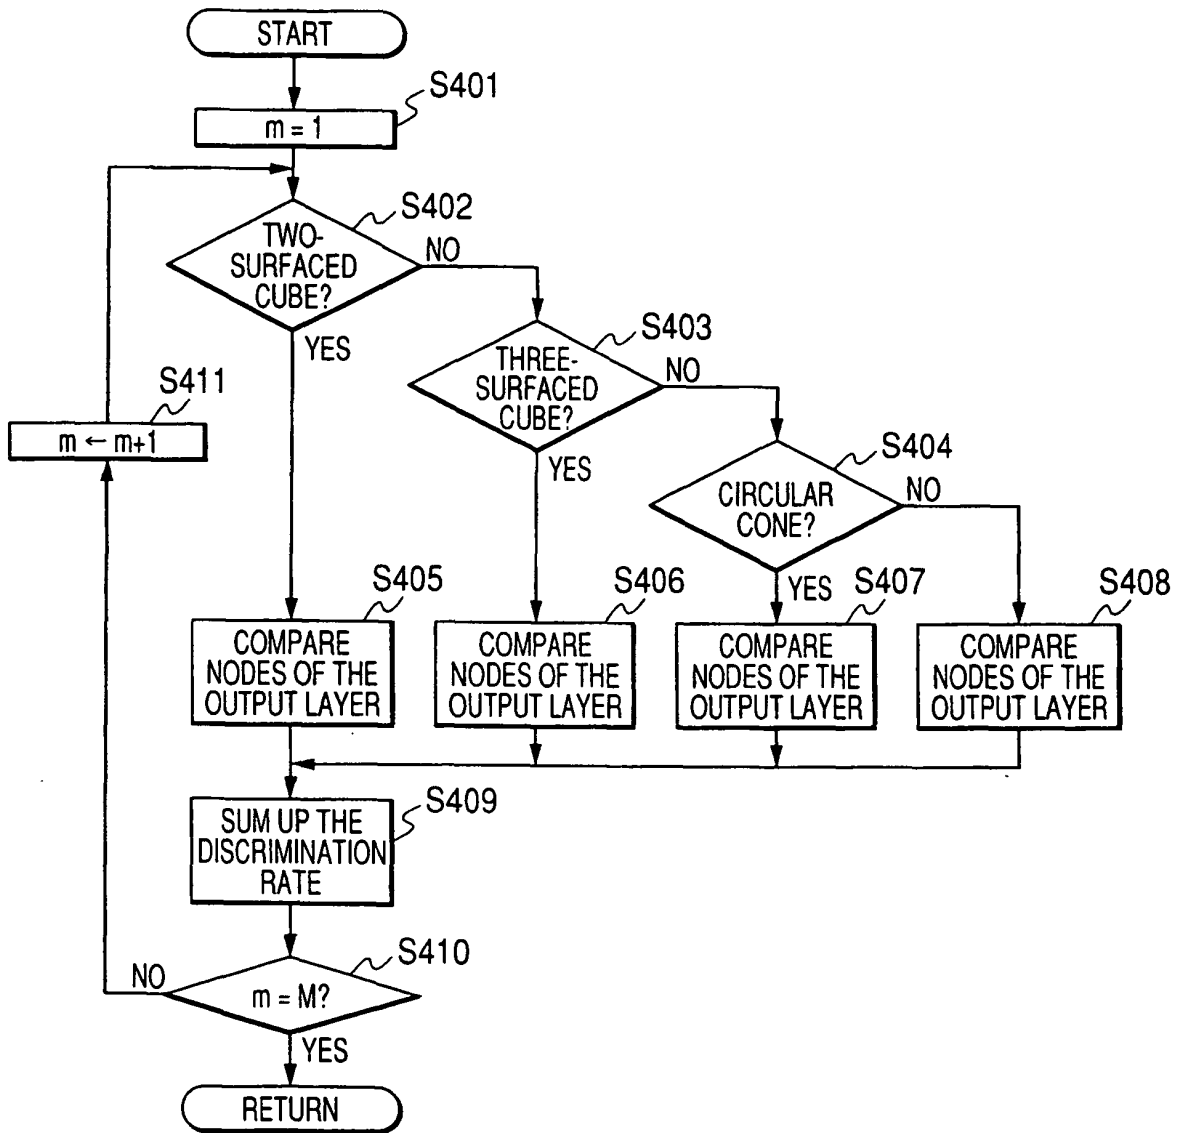 START
S401
m = 1
S402
TWO-
SURFACED
CUBE?
NO
YES
S403
THREE-
SURFACED
CUBE?
NO
YES
S411
m ← m+1
S404
CIRCULAR
CONE?
NO
YES
S405
COMPARE
NODES OF THE
OUTPUT LAYER
S406
COMPARE
NODES OF THE
OUTPUT LAYER
S407
COMPARE
NODES OF THE
OUTPUT LAYER
S408
COMPARE
NODES OF THE
OUTPUT LAYER
S409
SUM UP THE
DISCRIMINATION
RATE
S410
m = M?
NO
YES
RETURN